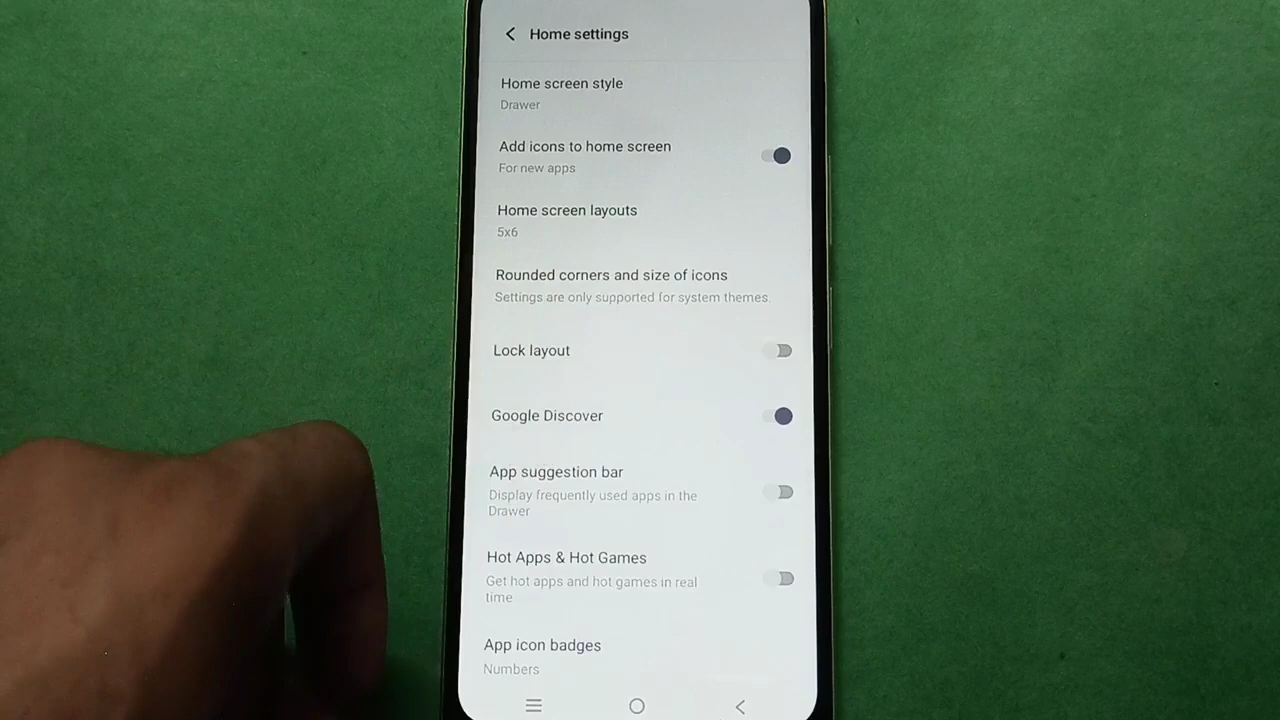 Home settings
Home screen style
Drawer
Add icons to home screen
For new apps
Home screen layouts
5x6
Rounded corners and size of icons
Settings are only supported for system themes
Lock layout
Google Discover
App suggestion bar
Display frequently used apps in the
Drawer
Hot Apps & Hot Games
Get hot apps and hot games in real
time
App icon badges
Numbers